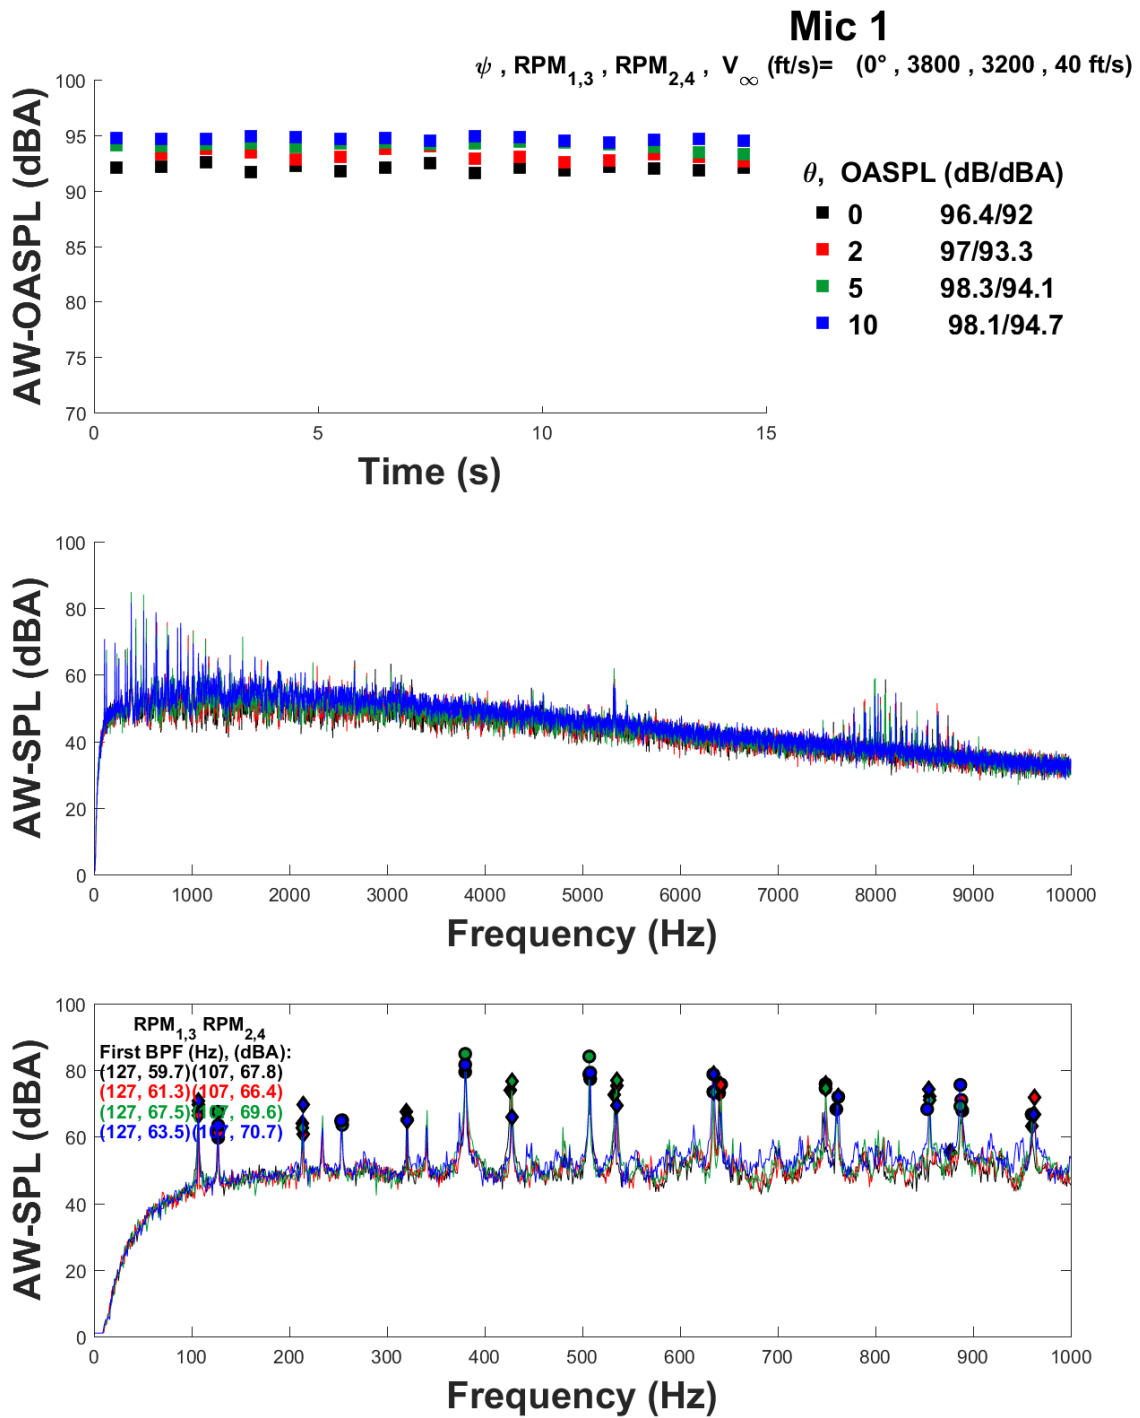 Mic 1
ψ , RPM1,3 , RPM2,4 , V∞ (ft/s)= (0° , 3800 , 3200 , 40 ft/s)
100
95
90
85
80
75
70
0 5 10 15
AW-OASPL (dBA)
Time (s)
θ, OASPL (dB/dBA)
0 96.4/92
2 97/93.3
5 98.3/94.1
10 98.1/94.7
100
80
60
40
20
0
0 1000 2000 3000 4000 5000 6000 7000 8000 9000 10000
AW-SPL (dBA)
Frequency (Hz)
100
80
60
40
20
0
0 100 200 300 400 500 600 700 800 900 1000
AW-SPL (dBA)
Frequency (Hz)
RPM1,3 RPM2,4
First BPF (Hz), (dBA):
(127, 59.7)(107, 67.8)
(127, 61.3)(107, 66.4)
(127, 67.5) 69.6)
(127, 63.5) 70.7)